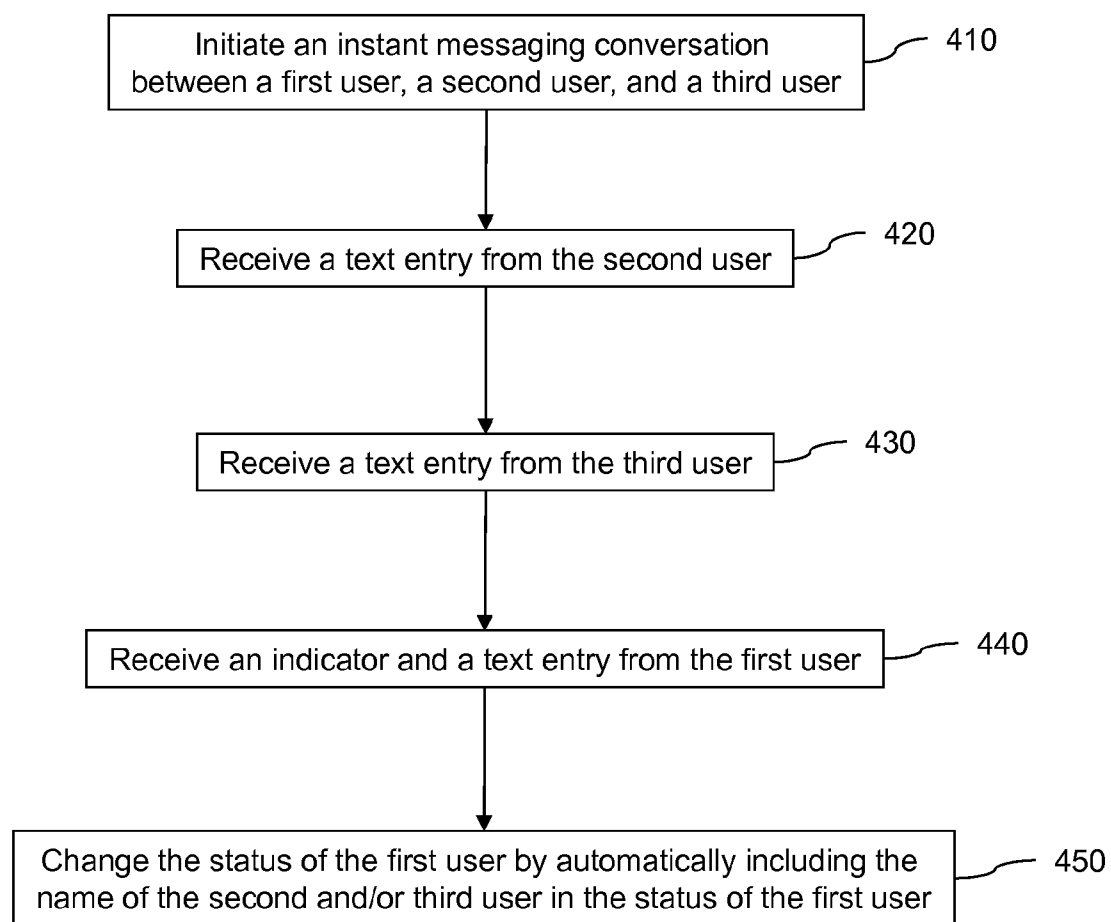 Initiate an instant messaging conversation
between a first user, a second user, and a third user
410
Receive a text entry from the second user
420
Receive a text entry from the third user
430
Receive an indicator and a text entry from the first user
440
Change the status of the first user by automatically including the
name of the second and/or third user in the status of the first user
450